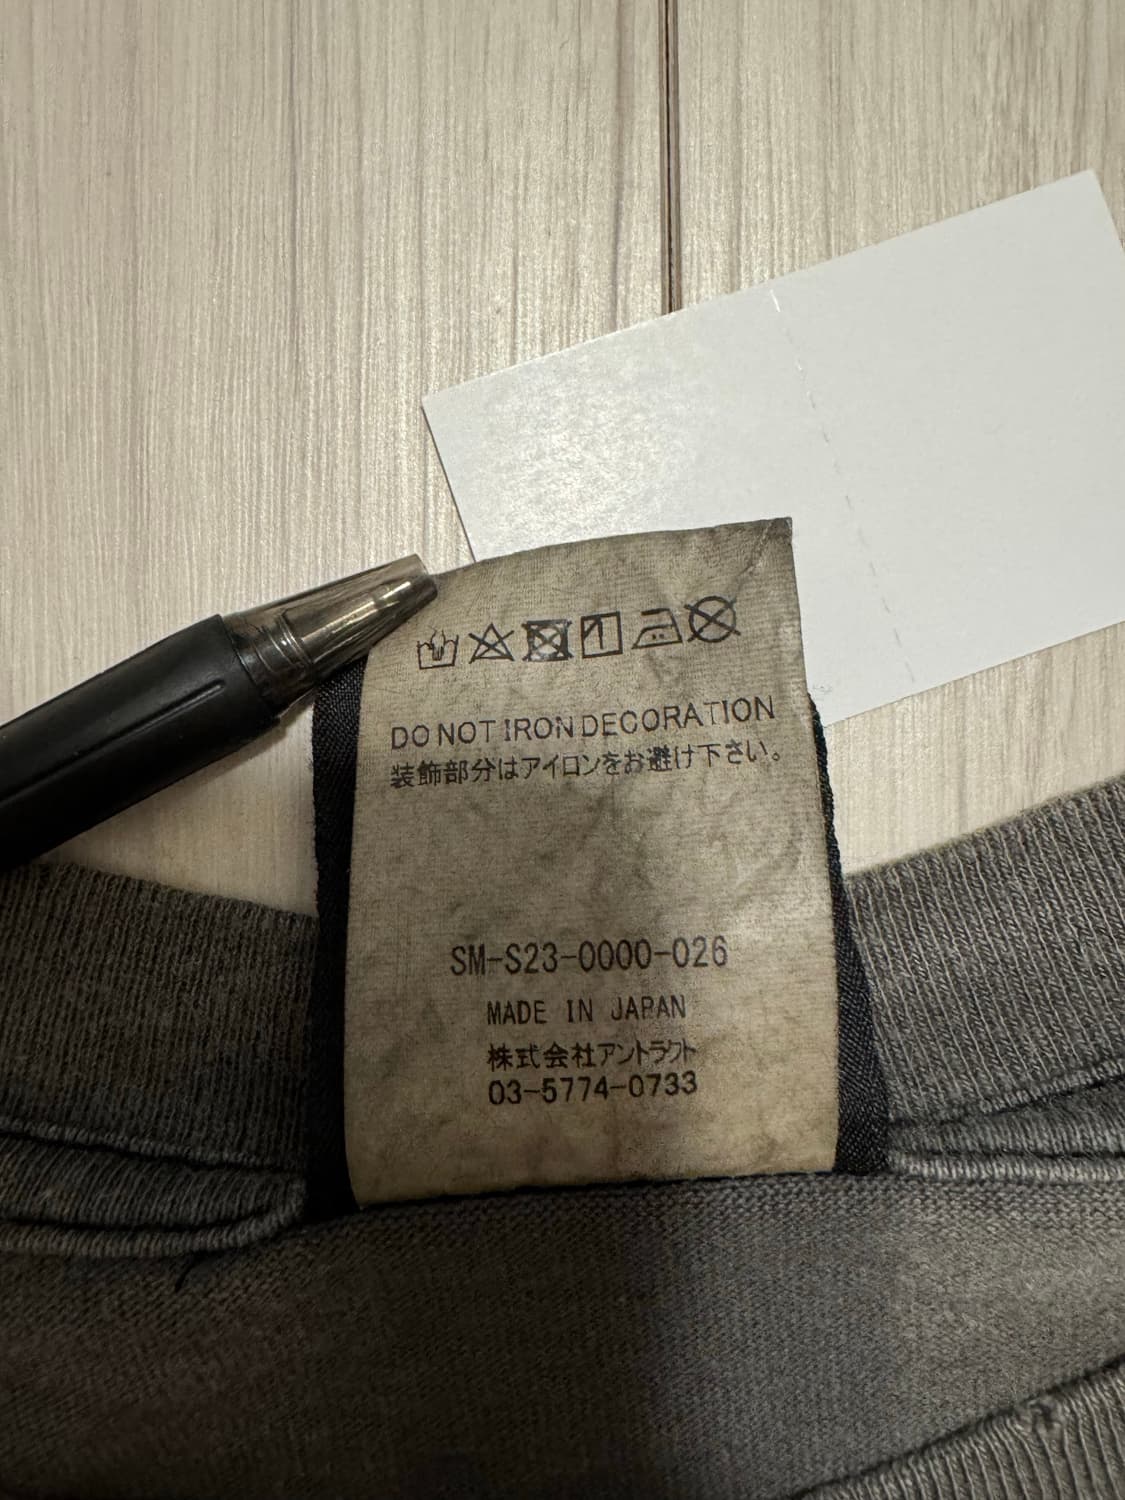 DO NOT IRON DECORATION
装飾部分はアイロンをお避け下さい。
SM-S23-0000-026
MADE IN JAPAN
株式会社アントラクト
03-5774-0733